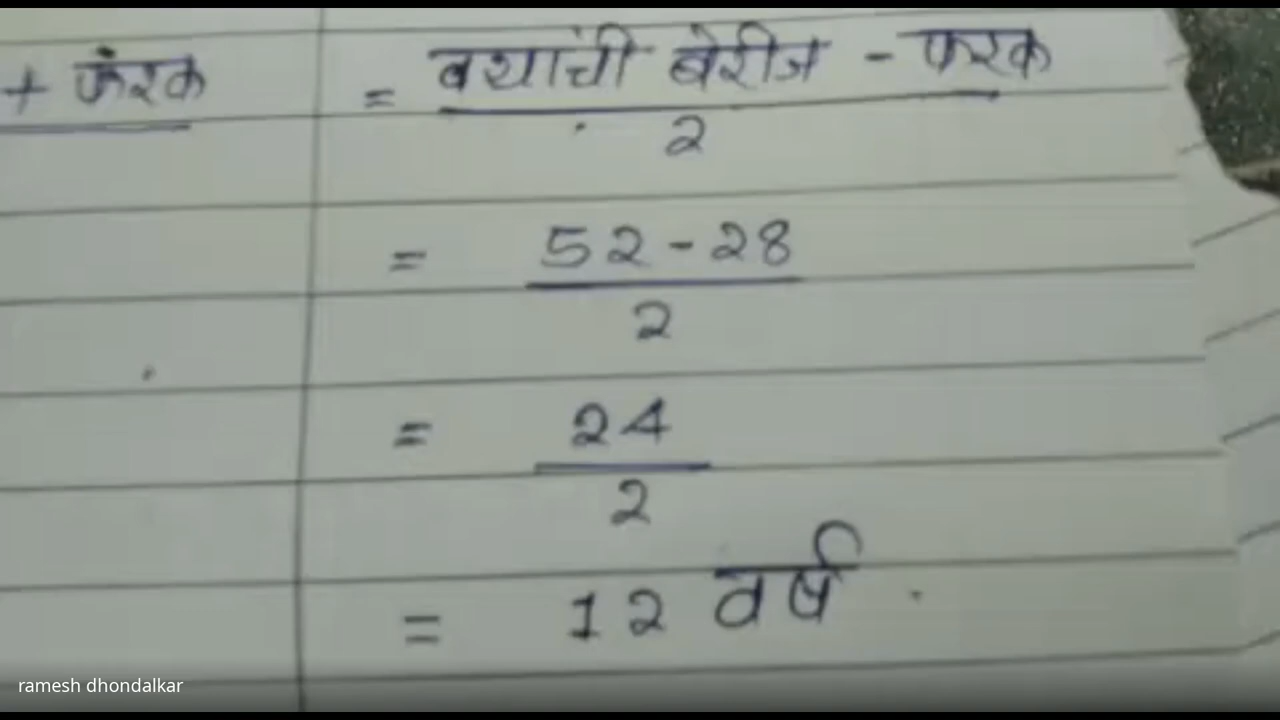 + फरक = वयांची बेरीज - फरक
2
= 52 - 28
2
= 24
2
= 12 वर्ष .
ramesh dhondalkar